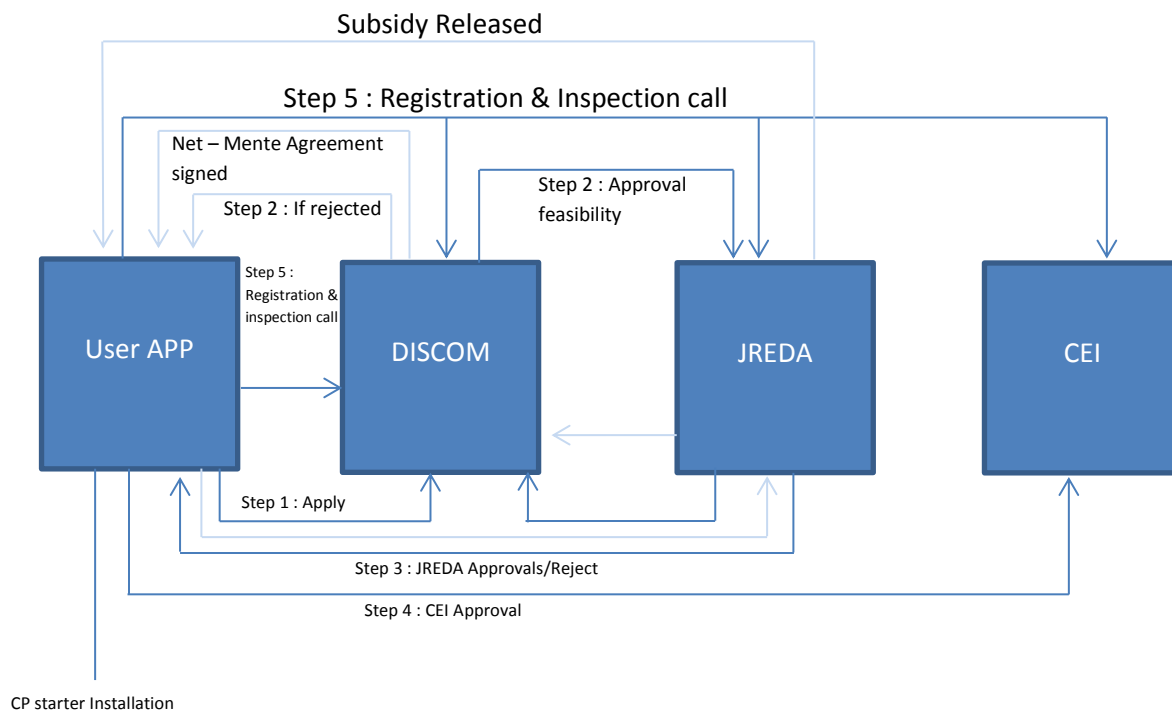 Subsidy Released
Step 5 : Registration & Inspection call
Net – Mente Agreement
signed
Step 2 : Approval
feasibility
Step 2 : If rejected
Step 5 :
Registration &
inspection call
User APP
DISCOM
JREDA
CEI
Step 1 : Apply
Step 3 : JREDA Approvals/Reject
Step 4 : CEI Approval
CP starter Installation